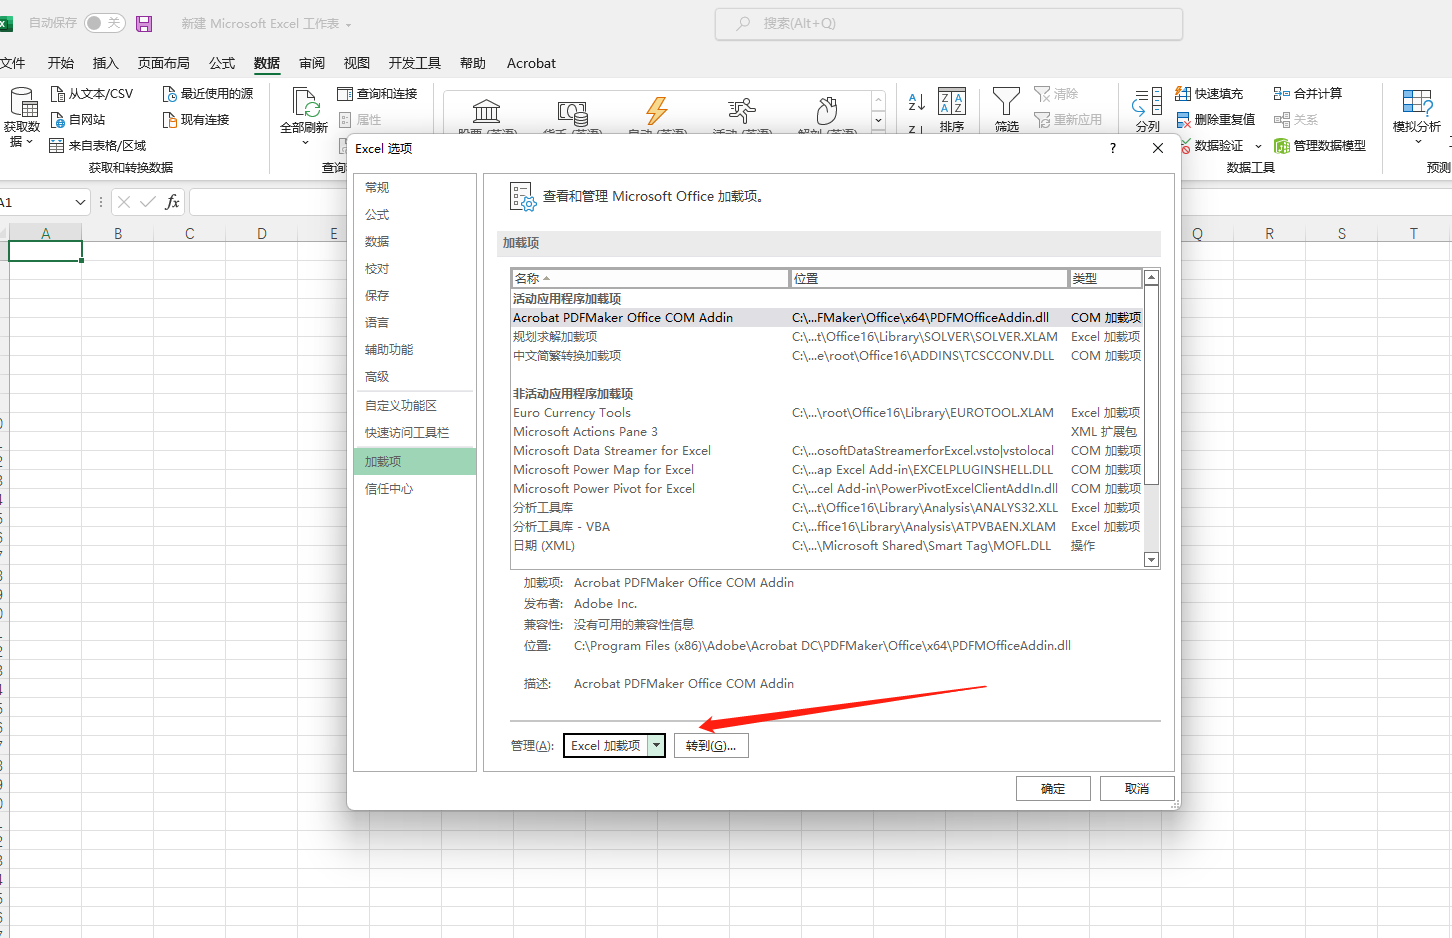 自动保存 关 新建 Microsoft Excel 工作表
搜索(Alt+Q)
文件 开始 插入 页面布局 公式 数据 审阅 视图 开发工具 帮助 Acrobat
获取数据
从文本/CSV
自网站
来自表格/区域
最近使用的源
现有连接
获取和转换数据
全部刷新
查询和连接
属性
查询
股票 (英语) 货币 (英语) 自动 (英语) 活动 (英语) 解剖 (英语)
排序
筛选
清除
重新应用
分列
快速填充
删除重复值
数据验证
合并计算
关系
管理数据模型
数据工具
模拟分析
预测
A1
fx
A B C D E Q R S T
Excel 选项
?
常规
公式
数据
校对
保存
语言
辅助功能
高级
自定义功能区
快速访问工具栏
加载项
信任中心
查看和管理 Microsoft Office 加载项。
加载项
名称 位置 类型
活动应用程序加载项
Acrobat PDFMaker Office COM Addin C:\...FMaker\Office\x64\PDFMOfficeAddin.dll COM 加载项
规划求解加载项 C:\...t\Office16\Library\SOLVER\SOLVER.XLAM Excel 加载项
中文简繁转换加载项 C:\...e\root\Office16\ADDINS\TCSCCONV.DLL COM 加载项
非活动应用程序加载项
Euro Currency Tools C:\...\root\Office16\Library\EUROTOOL.XLAM Excel 加载项
Microsoft Actions Pane 3 XML 扩展包
Microsoft Data Streamer for Excel C:\...osoftDataStreamerforExcel.vsto|vstolocal COM 加载项
Microsoft Power Map for Excel C:\...ap Excel Add-in\EXCELPLUGINSHELL.DLL COM 加载项
Microsoft Power Pivot for Excel C:\...cel Add-in\PowerPivotExcelClientAddIn.dll COM 加载项
分析工具库 C:\...t\Office16\Library\Analysis\ANALYS32.XLL Excel 加载项
分析工具库 - VBA C:\...ffice16\Library\Analysis\ATPVBAEN.XLAM Excel 加载项
日期 (XML) C:\...\Microsoft Shared\Smart Tag\MOFL.DLL 操作
加载项: Acrobat PDFMaker Office COM Addin
发布者: Adobe Inc.
兼容性: 没有可用的兼容性信息
位置: C:\Program Files (x86)\Adobe\Acrobat DC\PDFMaker\Office\x64\PDFMOfficeAddin.dll
描述: Acrobat PDFMaker Office COM Addin
管理(A): Excel 加载项 转到(G)...
确定 取消